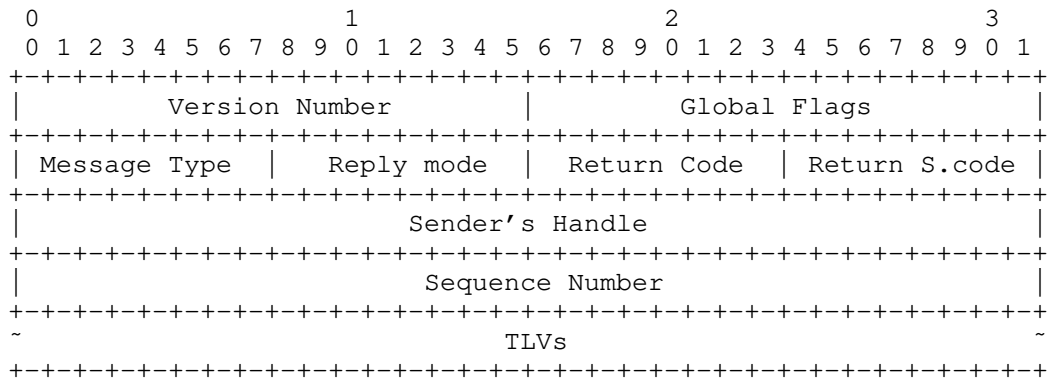 0                   1                   2                   3
 0 1 2 3 4 5 6 7 8 9 0 1 2 3 4 5 6 7 8 9 0 1 2 3 4 5 6 7 8 9 0 1
+-+-+-+-+-+-+-+-+-+-+-+-+-+-+-+-+-+-+-+-+-+-+-+-+-+-+-+-+-+-+-+-+
|         Version Number        |         Global Flags          |
+-+-+-+-+-+-+-+-+-+-+-+-+-+-+-+-+-+-+-+-+-+-+-+-+-+-+-+-+-+-+-+-+
| Message Type  |   Reply mode  |  Return Code  | Return S.code |
+-+-+-+-+-+-+-+-+-+-+-+-+-+-+-+-+-+-+-+-+-+-+-+-+-+-+-+-+-+-+-+-+
|                        Sender’s Handle                        |
+-+-+-+-+-+-+-+-+-+-+-+-+-+-+-+-+-+-+-+-+-+-+-+-+-+-+-+-+-+-+-+-+
|                         Sequence Number                       |
+-+-+-+-+-+-+-+-+-+-+-+-+-+-+-+-+-+-+-+-+-+-+-+-+-+-+-+-+-+-+-+-+
~                              TLVs                             ~
+-+-+-+-+-+-+-+-+-+-+-+-+-+-+-+-+-+-+-+-+-+-+-+-+-+-+-+-+-+-+-+-+